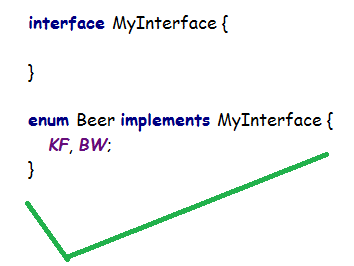 interface MyInterface {
}
enum Beer implements MyInterface {
KF, BW;
}